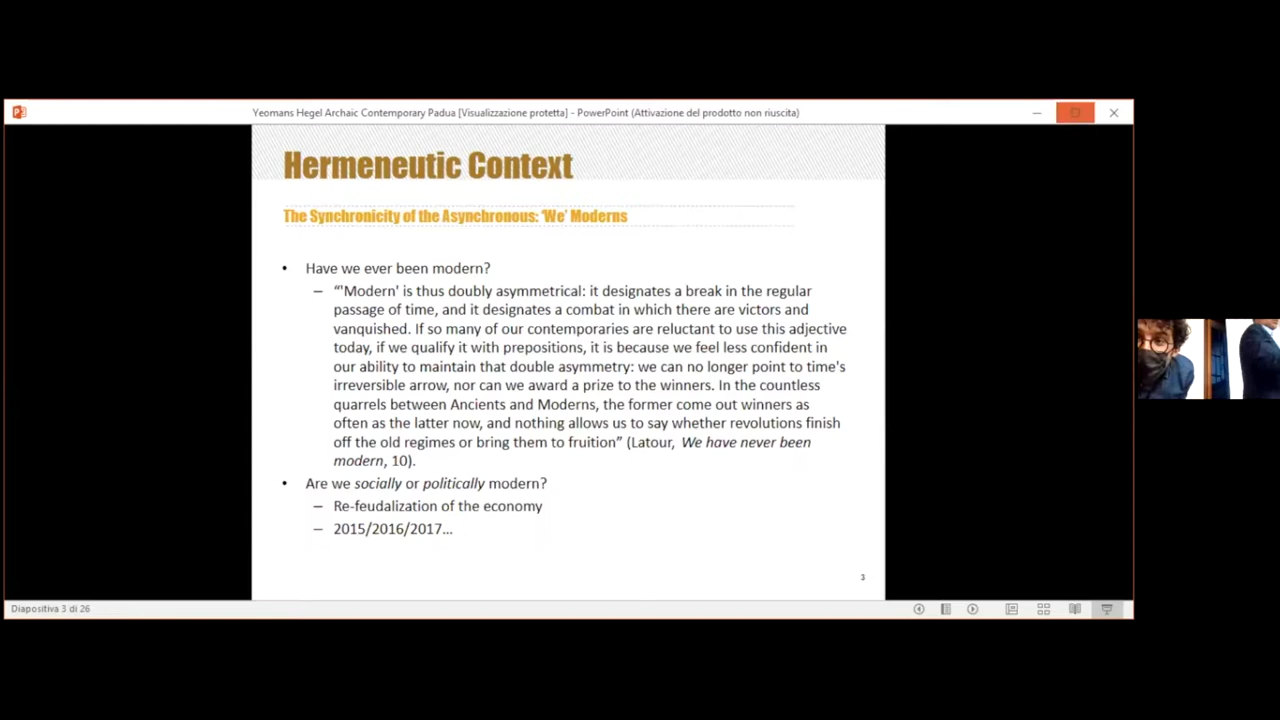 Yeomans Hegel Archaic Contemporary Padua [Visualizzazione protetta] - PowerPoint (Attivazione del prodotto non riuscita)
Hermeneutic Context
The Synchronicity of the Asynchronous: ‘We’ Moderns
• Have we ever been modern?
– “'Modern' is thus doubly asymmetrical: it designates a break in the regular
passage of time, and it designates a combat in which there are victors and
vanquished. If so many of our contemporaries are reluctant to use this adjective
today, if we qualify it with prepositions, it is because we feel less confident in
our ability to maintain that double asymmetry: we can no longer point to time's
irreversible arrow, nor can we award a prize to the winners. In the countless
quarrels between Ancients and Moderns, the former come out winners as
often as the latter now, and nothing allows us to say whether revolutions finish
off the old regimes or bring them to fruition” (Latour, We have never been
modern, 10).
• Are we socially or politically modern?
– Re-feudalization of the economy
– 2015/2016/2017…
3
Diapositiva 3 di 26